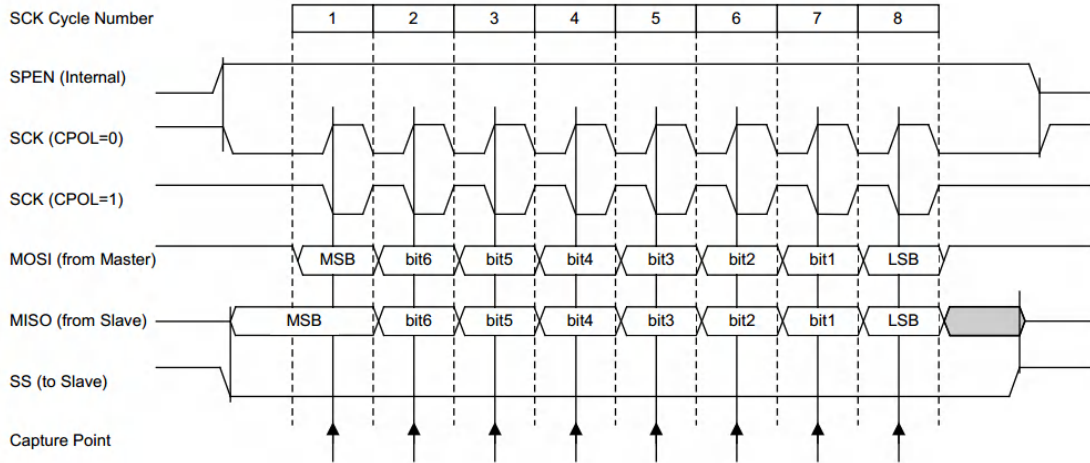 SCK Cycle Number 1 2 3 4 5 6 7 8
SPEN (Internal)
SCK (CPOL=0)
SCK (CPOL=1)
MOSI (from Master) MSB bit6 bit5 bit4 bit3 bit2 bit1 LSB
MISO (from Slave) MSB bit6 bit5 bit4 bit3 bit2 bit1 LSB
SS (to Slave)
Capture Point